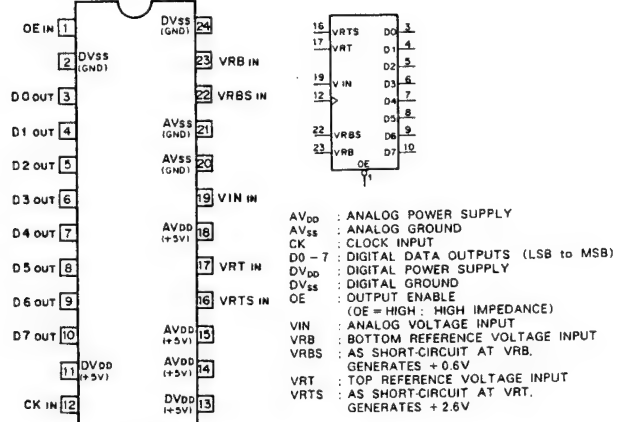 OE IN 1
2 DVSS (GND)
D0 OUT 3
D1 OUT 4
D2 OUT 5
D3 OUT 6
D4 OUT 7
D5 OUT 8
D6 OUT 9
D7 OUT 10
11 DVDD (+5V)
CK IN 12
DVSS (GND) 24
23 VRB IN
22 VRBS IN
AVSS (GND) 21
AVSS (GND) 20
19 VIN IN
AVDD (+5V) 18
17 VRT IN
16 VRTS IN
AVDD (+5V) 15
AVDD (+5V) 14
DVDD (+5V) 13
16 VRTS D0 3
17 VRT D1 4
D2 5
19 VIN D3 6
12 D4 7
D5 8
22 VRBS D6 9
23 VRB D7 10
OE
1
AVDD : ANALOG POWER SUPPLY
AVSS : ANALOG GROUND
CK : CLOCK INPUT
D0 - 7 : DIGITAL DATA OUTPUTS (LSB to MSB)
DVDD : DIGITAL POWER SUPPLY
DVSS : DIGITAL GROUND
OE : OUTPUT ENABLE
(OE = HIGH : HIGH IMPEDANCE)
VIN : ANALOG VOLTAGE INPUT
VRB : BOTTOM REFERENCE VOLTAGE INPUT
VRBS : AS SHORT-CIRCUIT AT VRB,
GENERATES + 0.6V
VRT : TOP REFERENCE VOLTAGE INPUT
VRTS : AS SHORT-CIRCUIT AT VRT,
GENERATES + 2.6V